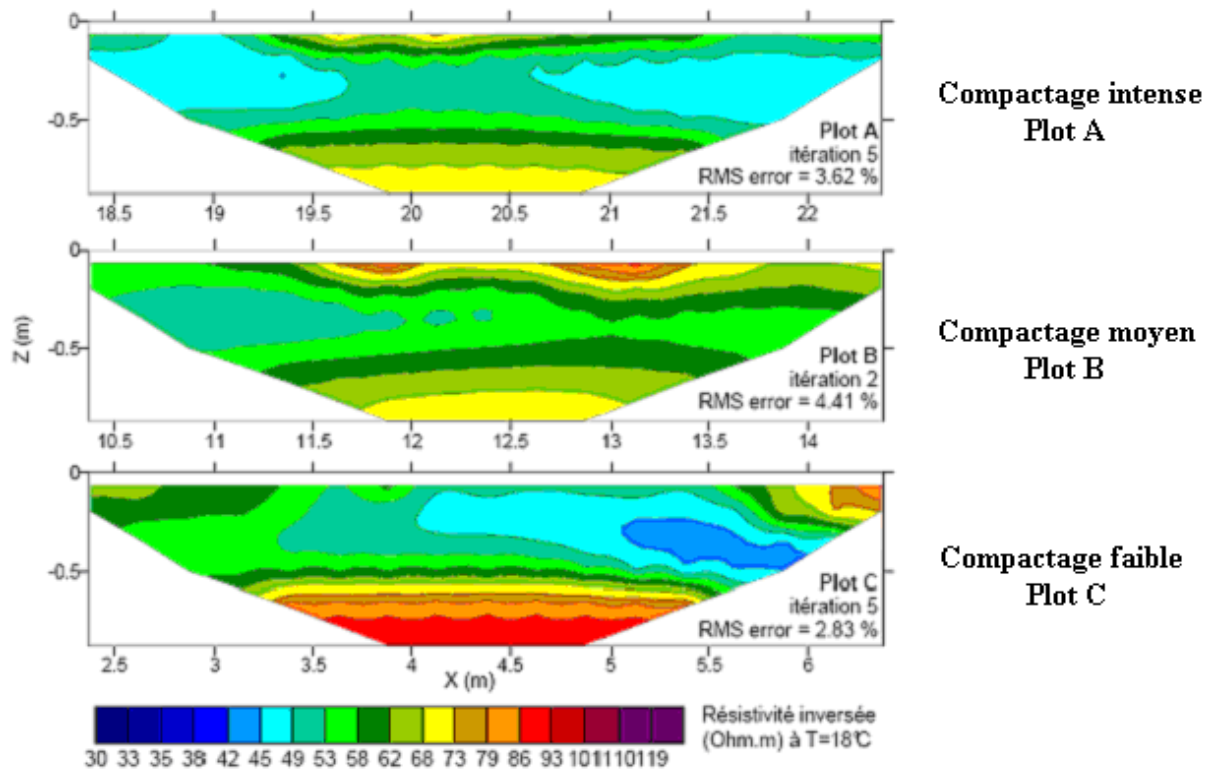 0
-0.5
Plot A
itération 5
RMS error = 3.62 %
18.5 19 19.5 20 20.5 21 21.5 22
Compactage intense
Plot A
0
Z (m)
-0.5
Plot B
itération 2
RMS error = 4.41 %
10.5 11 11.5 12 12.5 13 13.5 14
Compactage moyen
Plot B
0
-0.5
Plot C
itération 5
RMS error = 2.83 %
2.5 3 3.5 4 4.5 5 5.5 6
X (m)
Compactage faible
Plot C
30 33 35 38 42 45 49 53 58 62 68 73 79 86 93 101110119
Résistivité inversée
(Ohm.m) à T=18°C